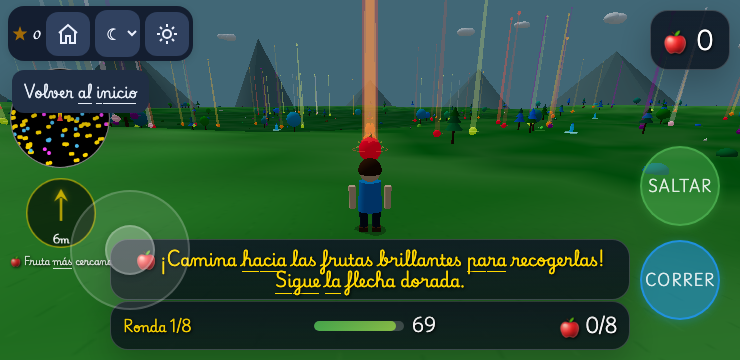 0
0
Volver al inicio
6m
Fruta más cercana
SALTAR
¡Camina hacia las frutas brillantes para recogerlas!
Sigue la flecha dorada.
CORRER
Ronda 1/8
69
0/8